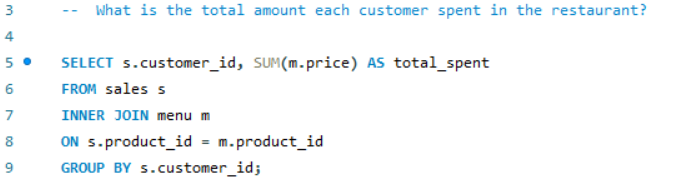 3 -- What is the total amount each customer spent in the restaurant?
4
5 SELECT s.customer_id, SUM(m.price) AS total_spent
6 FROM sales s
7 INNER JOIN menu m
8 ON s.product_id = m.product_id
9 GROUP BY s.customer_id;